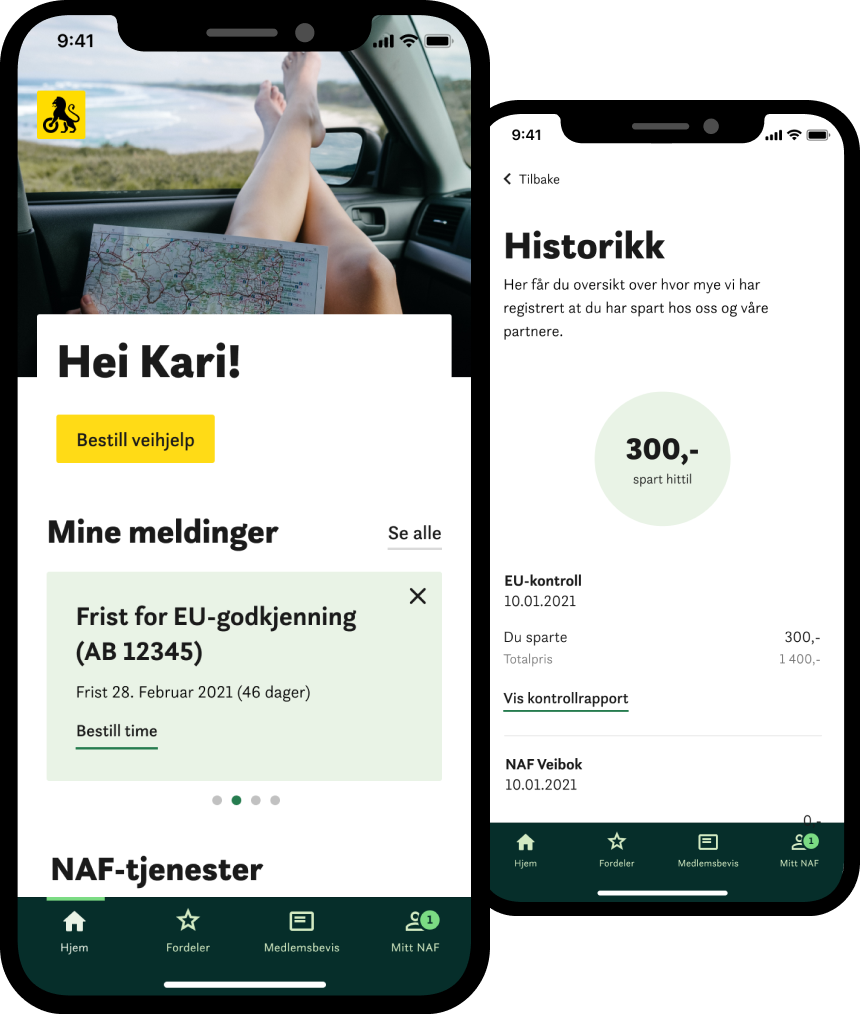 9:41
Hei Kari!
Bestill veihjelp
Mine meldinger
Se alle
Frist for EU-godkjenning
(AB 12345)
Frist 28. Februar 2021 (46 dager)
Bestill time
NAF-tjenester
Hjem
Fordeler
Medlemsbevis
1
Mitt NAF
9:41
Tilbake
Historikk
Her får du oversikt over hvor mye vi har
registrert at du har spart hos oss og våre
partnere.
300,-
spart hittil
EU-kontroll
10.01.2021
Du sparte 300,-
Totalpris 1 400,-
Vis kontrollrapport
NAF Veibok
10.01.2021
0,-
Hjem
Fordeler
Medlemsbevis
1
Mitt NAF